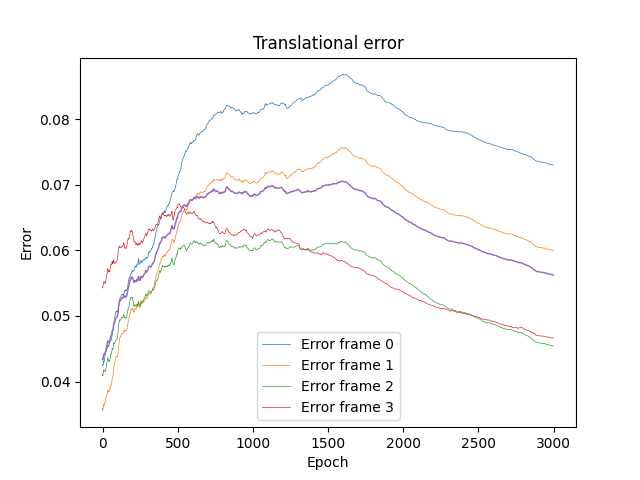 Translational error
Error
0.08
0.07
0.06
0.05
0.04
Error frame 0
Error frame 1
Error frame 2
Error frame 3
0
500
1000
1500
2000
2500
3000
Epoch